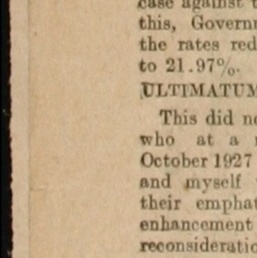 case against t
this, Govern
the rates red
to 21.97%.
ULTIMATUM
This did n
who at a
October 1927
and myself
their emphat
enhancement
reconsideratio